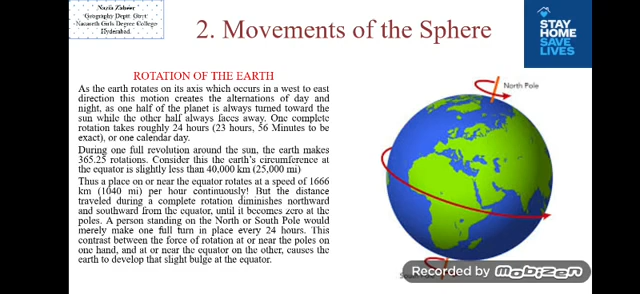 Nazia Zaheer
Geography Deptt Govt
Nazareth Girls Degree College
Hyderabad
2. Movements of the Sphere
STAY
HOME
SAVE
LIVES
ROTATION OF THE EARTH
As the earth rotates on its axis which occurs in a west to east
direction this motion creates the alternations of day and
night, as one half of the planet is always turned toward the
sun while the other half always faces away. One complete
rotation takes roughly 24 hours (23 hours, 56 Minutes to be
exact), or one calendar day.
During one full revolution around the sun, the earth makes
365.25 rotations. Consider this the earth's circumference at
the equator is slightly less than 40,000 km (25,000 mi)
Thus a place on or near the equator rotates at a speed of 1666
km (1040 mi) per hour continuously! But the distance
traveled during a complete rotation diminishes northward
and southward from the equator, until it becomes zero at the
poles. A person standing on the North or South Pole would
merely make one full turn in place every 24 hours. This
contrast between the force of rotation at or near the poles on
one hand, and at or near the equator on the other, causes the
earth to develop that slight bulge at the equator.
North Pole
Recorded by Mobizen